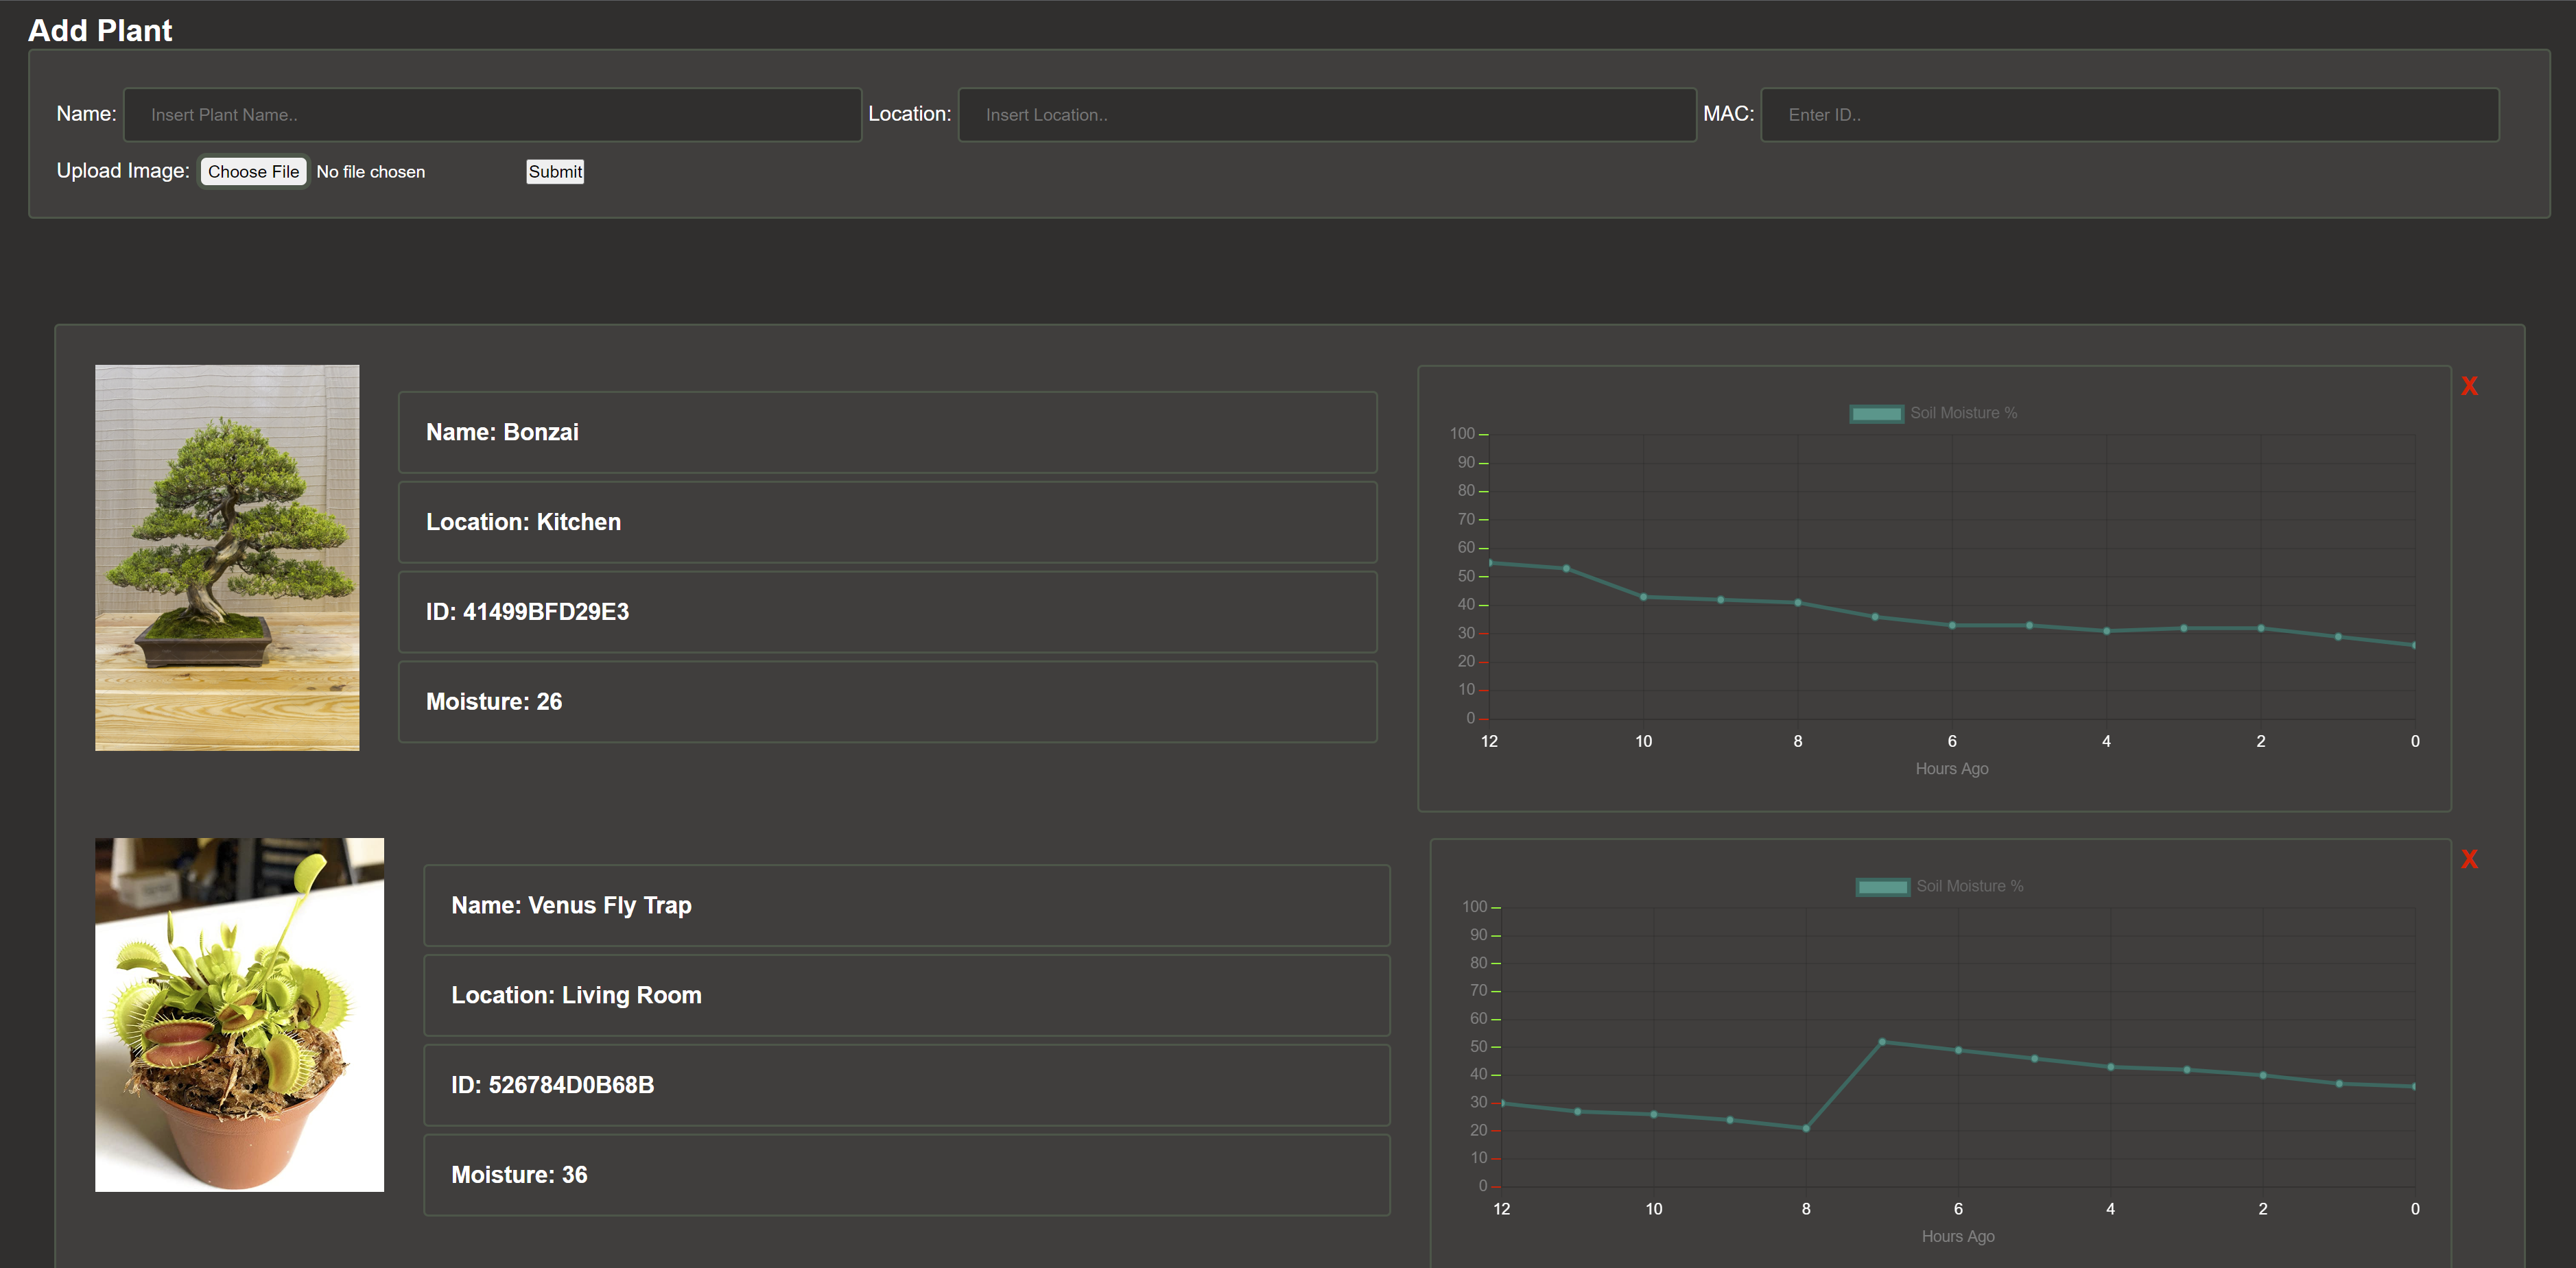 Add Plant
Name: Insert Plant Name.. Location: Insert Location.. MAC: Enter ID..
Upload Image: Choose File No file chosen Submit
Name: Bonzai
Location: Kitchen
ID: 41499BFD29E3
Moisture: 26
X
Soil Moisture %
100
90
80
70
60
50
40
30
20
10
0
12 10 8 6 4 2 0
Hours Ago
Name: Venus Fly Trap
Location: Living Room
ID: 526784D0B68B
Moisture: 36
X
Soil Moisture %
100
90
80
70
60
50
40
30
20
10
0
12 10 8 6 4 2 0
Hours Ago